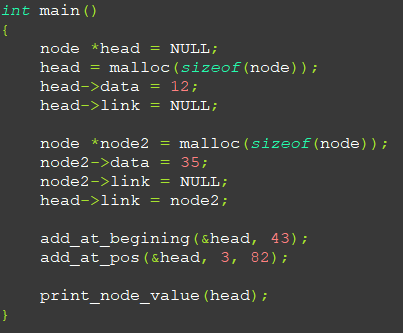 int main()
{
    node *head = NULL;
    head = malloc(sizeof(node));
    head->data = 12;
    head->link = NULL;

    node *node2 = malloc(sizeof(node));
    node2->data = 35;
    node2->link = NULL;
    head->link = node2;

    add_at_begining(&head, 43);
    add_at_pos(&head, 3, 82);

    print_node_value(head);
}